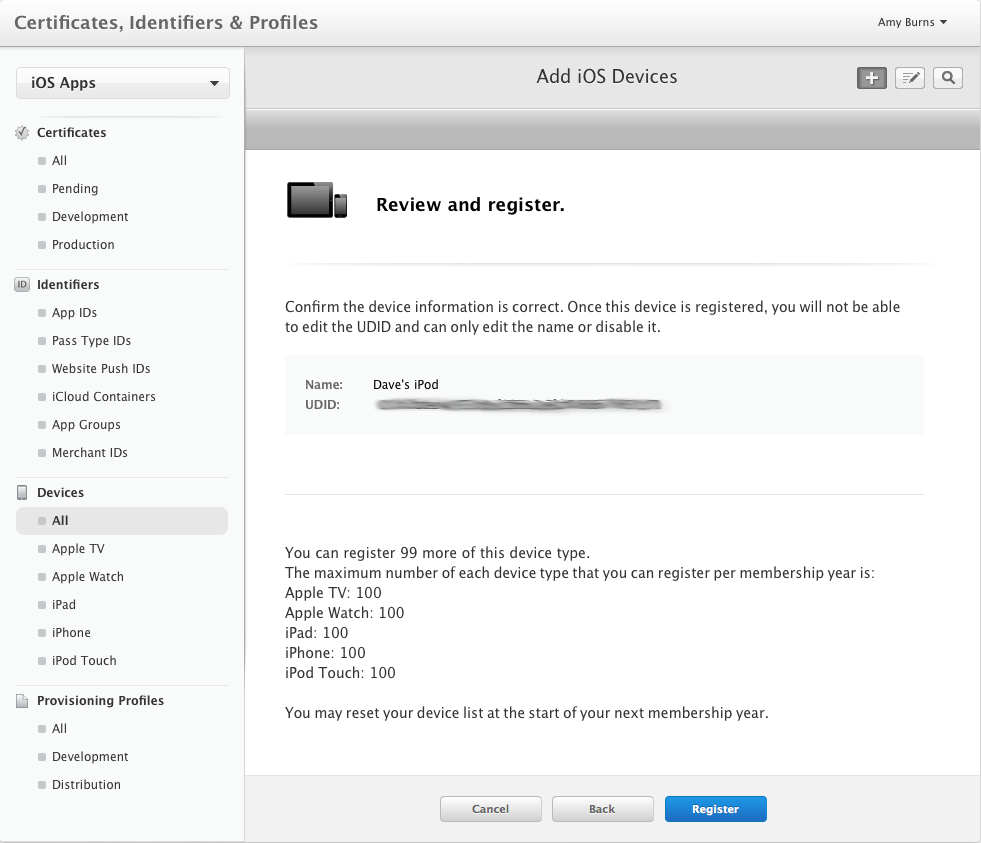 Certificates, Identifiers & Profiles
Amy Burns
iOS Apps
Add iOS Devices
Certificates
All
Pending
Development
Production
ID Identifiers
App IDs
Pass Type IDs
Website Push IDs
iCloud Containers
App Groups
Merchant IDs
Devices
All
Apple TV
Apple Watch
iPad
iPhone
iPod Touch
Provisioning Profiles
All
Development
Distribution
Review and register.
Confirm the device information is correct. Once this device is registered, you will not be able
to edit the UDID and can only edit the name or disable it.
Name: Dave's iPod
UDID:
You can register 99 more of this device type.
The maximum number of each device type that you can register per membership year is:
Apple TV: 100
Apple Watch: 100
iPad: 100
iPhone: 100
iPod Touch: 100
You may reset your device list at the start of your next membership year.
Cancel Back Register